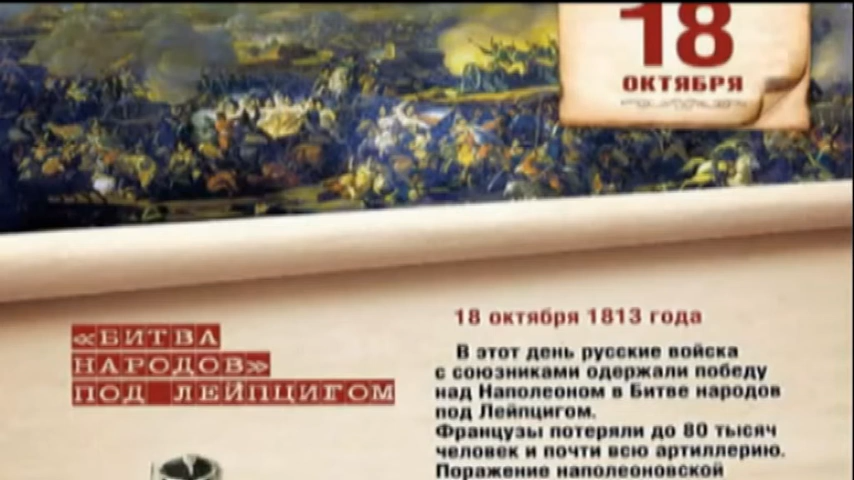 18
ОКТЯБРЯ
«БИТВА
НАРОДОВ»
ПОД ЛЕЙПЦИГОМ
18 октября 1813 года
В этот день русские войска
с союзниками одержали победу
над Наполеоном в Битве народов
под Лейпцигом.
Французы потеряли до 80 тысяч
человек и почти всю артиллерию.
Поражение наполеоновской